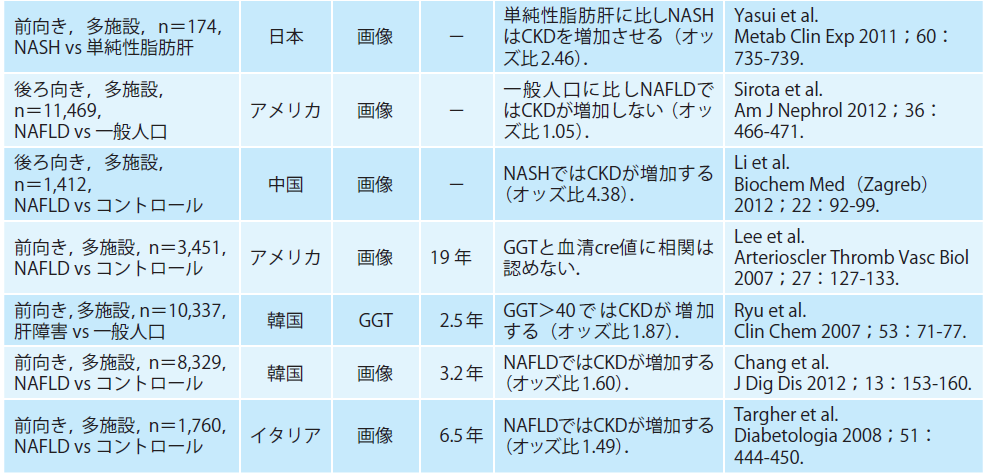 前向き，多施設，n＝174，
NASH vs 単純性脂肪肝
日本
画像
－
単純性脂肪肝に比しNASH
はCKDを増加させる（オッ
ズ比2.46）．
Yasui et al.
Metab Clin Exp 2011；60：
735-739.
後ろ向き，多施設，
n＝11,469，
NAFLD vs 一般人口
アメリカ
画像
－
一般人口に比しNAFLDで
はCKDが増加しない（オッ
ズ比1.05）．
Sirota et al.
Am J Nephrol 2012；36：
466-471.
後ろ向き，多施設，
n＝1,412，
NAFLD vs コントロール
中国
画像
－
NASHではCKDが増加する
（オッズ比4.38）．
Li et al.
Biochem Med（Zagreb）
2012；22：92-99.
前向き，多施設，n＝3,451，
NAFLD vs コントロール
アメリカ
画像
19 年
GGTと血清cre値に相関は
認めない．
Lee et al.
Arterioscler Thromb Vasc Biol
2007；27：127-133.
前向き，多施設，n＝10,337，
肝障害 vs 一般人口
韓国
GGT
2.5年
GGT＞40ではCKDが増加
する（オッズ比1.87）．
Ryu et al.
Clin Chem 2007；53：71-77.
前向き，多施設，n＝8,329，
NAFLD vs コントロール
韓国
画像
3.2年
NAFLDではCKDが増加する
（オッズ比1.60）．
Chang et al.
J Dig Dis 2012；13：153-160.
前向き，多施設，n＝1,760，
NAFLD vs コントロール
イタリア
画像
6.5年
NAFLDではCKDが増加する
（オッズ比1.49）．
Targher et al.
Diabetologia 2008；51：
444-450.